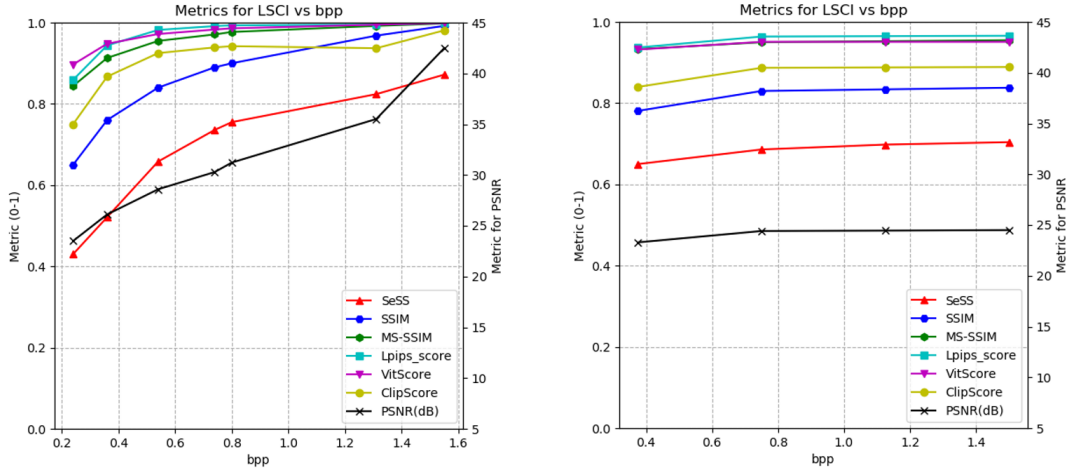 Metrics for LSCI vs bpp
1.0
0.8
0.6
0.4
0.2
0.0
Metric (0-1)
0.2 0.4 0.6 0.8 1.0 1.2 1.4 1.6
bpp
45
40
35
30
25
20
15
10
5
Metric for PSNR
SeSS
SSIM
MS-SSIM
Lpips_score
VitScore
ClipScore
PSNR(dB)
Metrics for LSCI vs bpp
1.0
0.8
0.6
0.4
0.2
0.0
Metric (0-1)
0.4 0.6 0.8 1.0 1.2 1.4
bpp
45
40
35
30
25
20
15
10
5
Metric for PSNR
SeSS
SSIM
MS-SSIM
Lpips_score
VitScore
ClipScore
PSNR(dB)